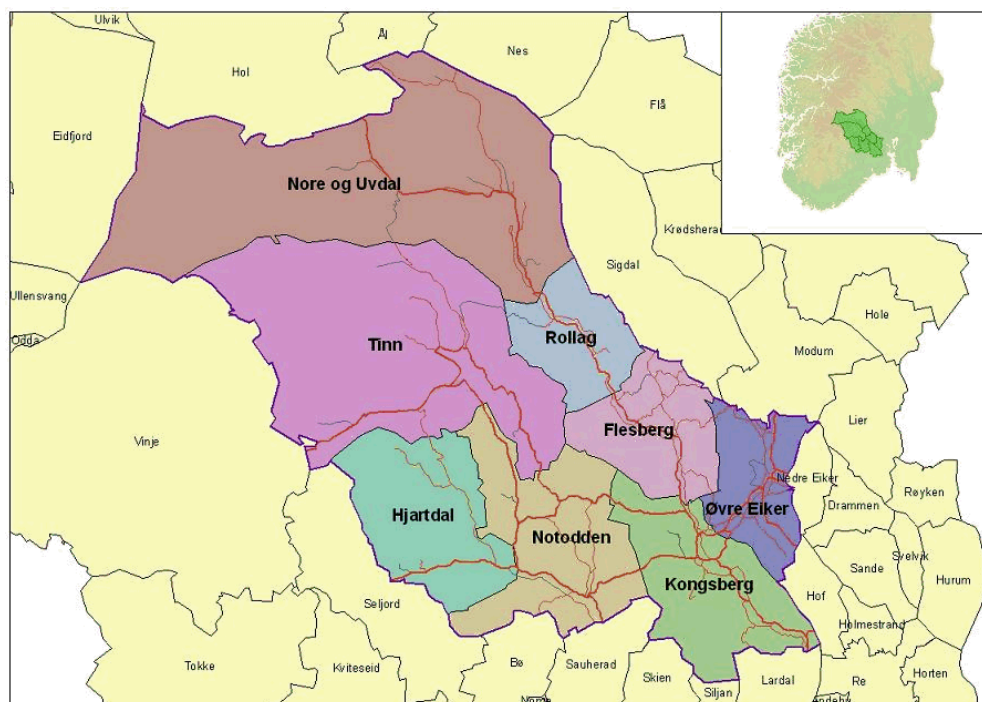 Ulvik
Ål
Nes
Hol
Flå
Eidfjord
Nore og Uvdal
Krødshera
Sigdal
Ullensvang
Hole
Odda
Tinn
Rollag
Modum
Lier
Vinje
Flesberg
Nedre Eiker
Røyken
Drammen
Øvre Eiker
Hjartdal
Notodden
Svelvik
Sande
Hurum
Kongsberg
Seljord
Hof
Holmestrand
Bø
Tokke
Kviteseid
Sauherad
Skien
Siljan
Lardal
Re
Horten